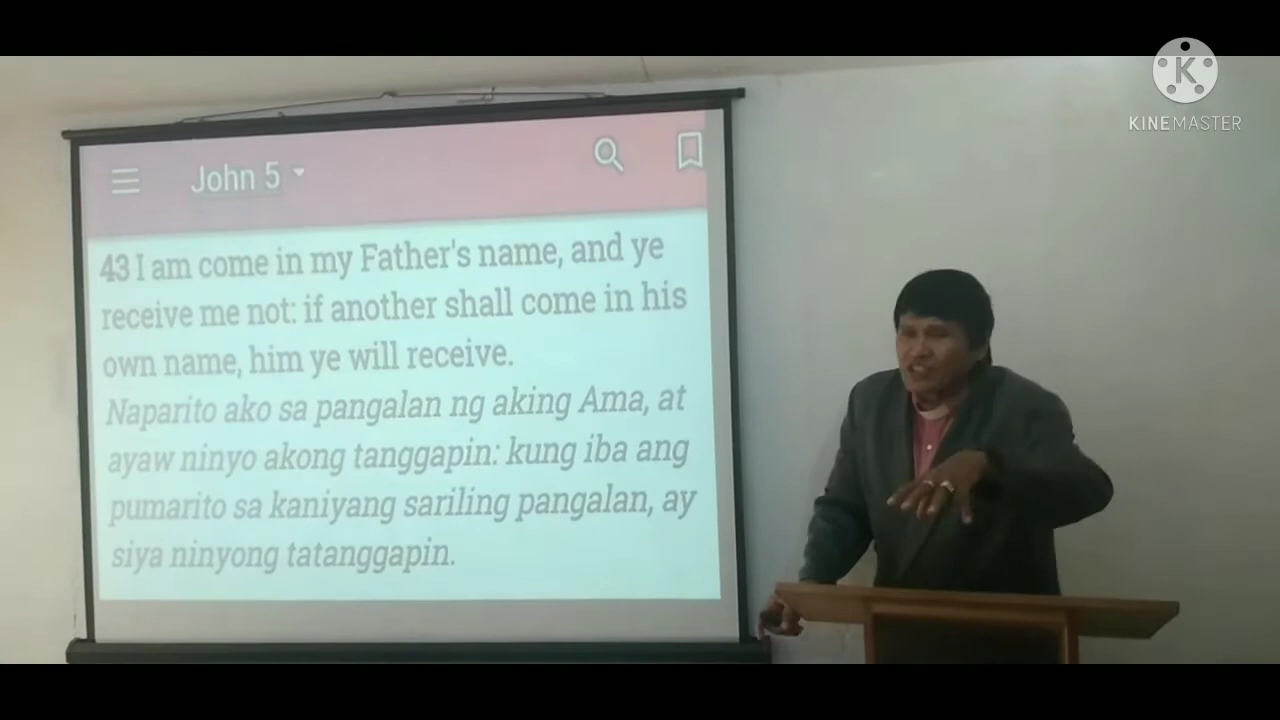 KINEMASTER
John 5
43 I am come in my Father's name, and ye
receive me not: if another shall come in his
own name, him ye will receive.
Naparito ako sa pangalan ng aking Ama, at
ayaw ninyo akong tanggapin: kung iba ang
pumarito sa kaniyang sariling pangalan, ay
siya ninyong tatanggapin.